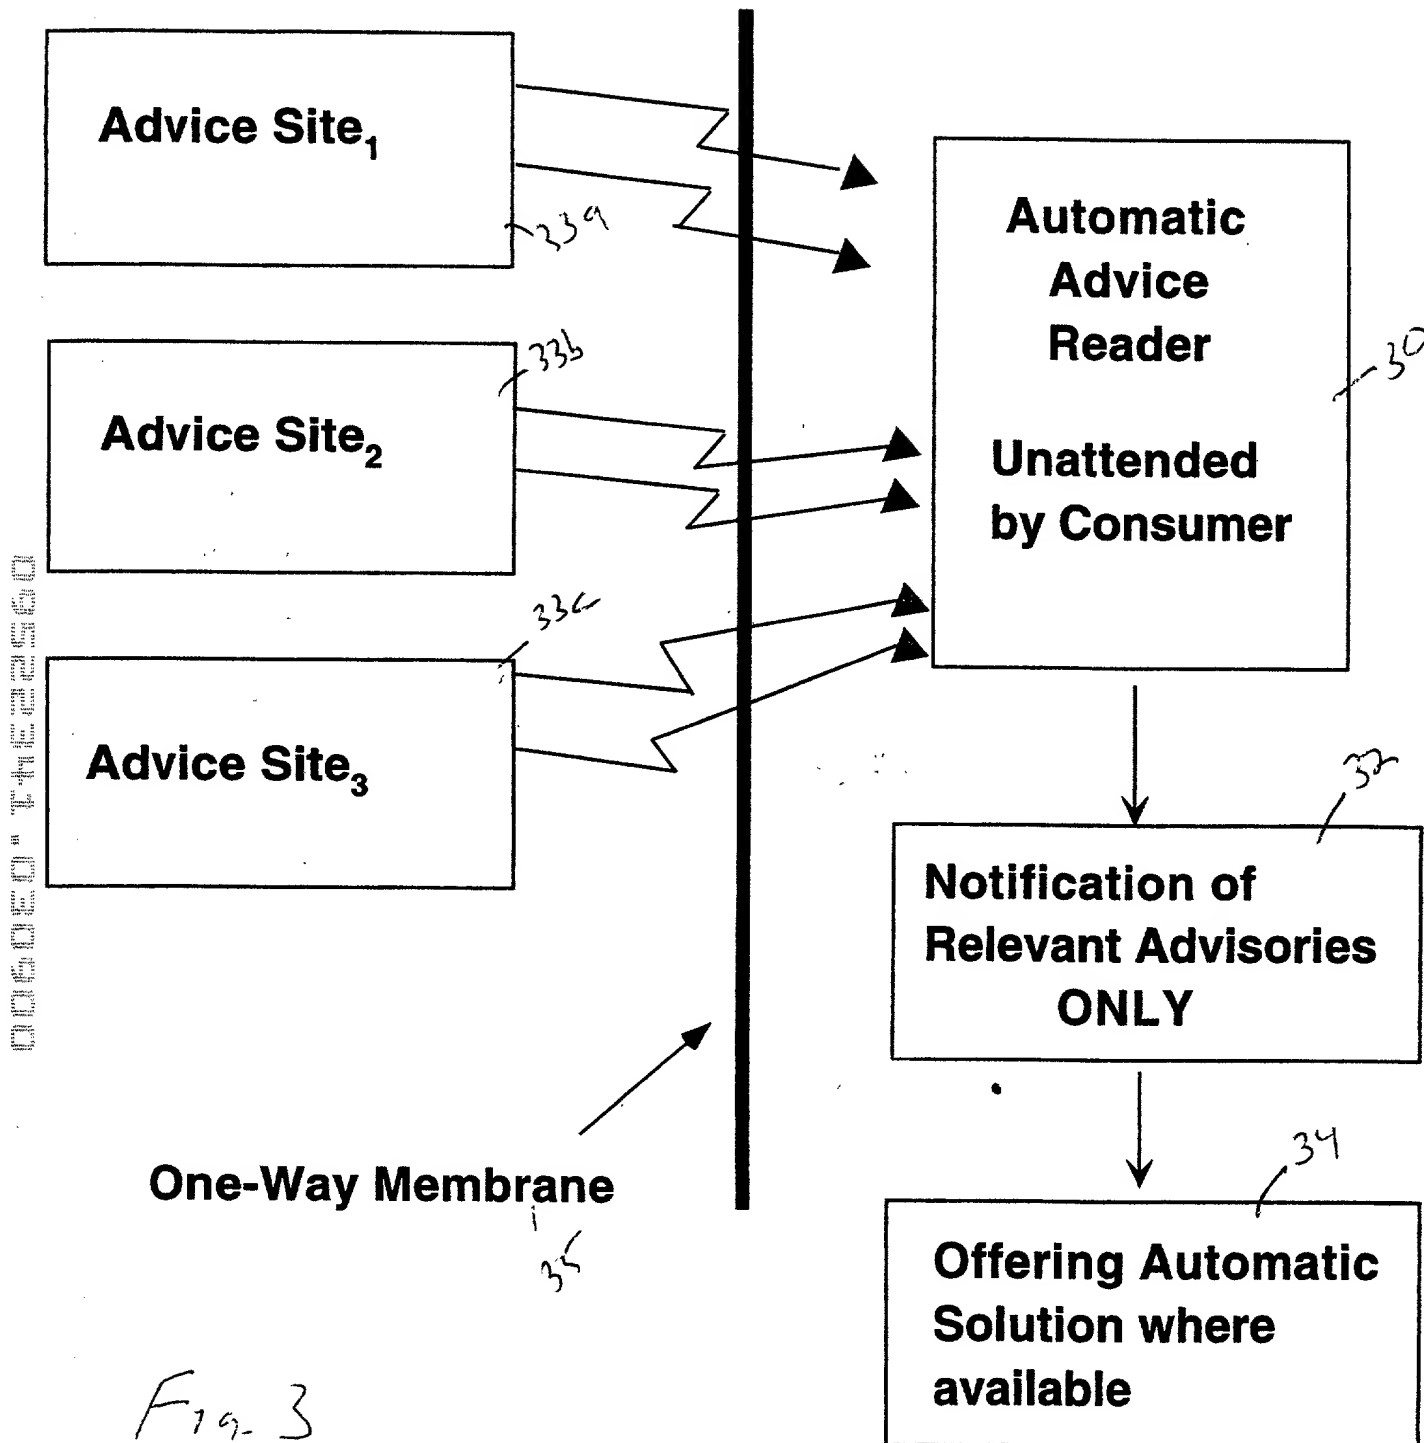 Advice Site₁
33a
33b
Advice Site₂
33c
Advice Site₃
Automatic
Advice
Reader
Unattended
by Consumer
30
32
Notification of
Relevant Advisories
ONLY
One-Way Membrane
35
34
Offering Automatic
Solution where
available
Fig. 3